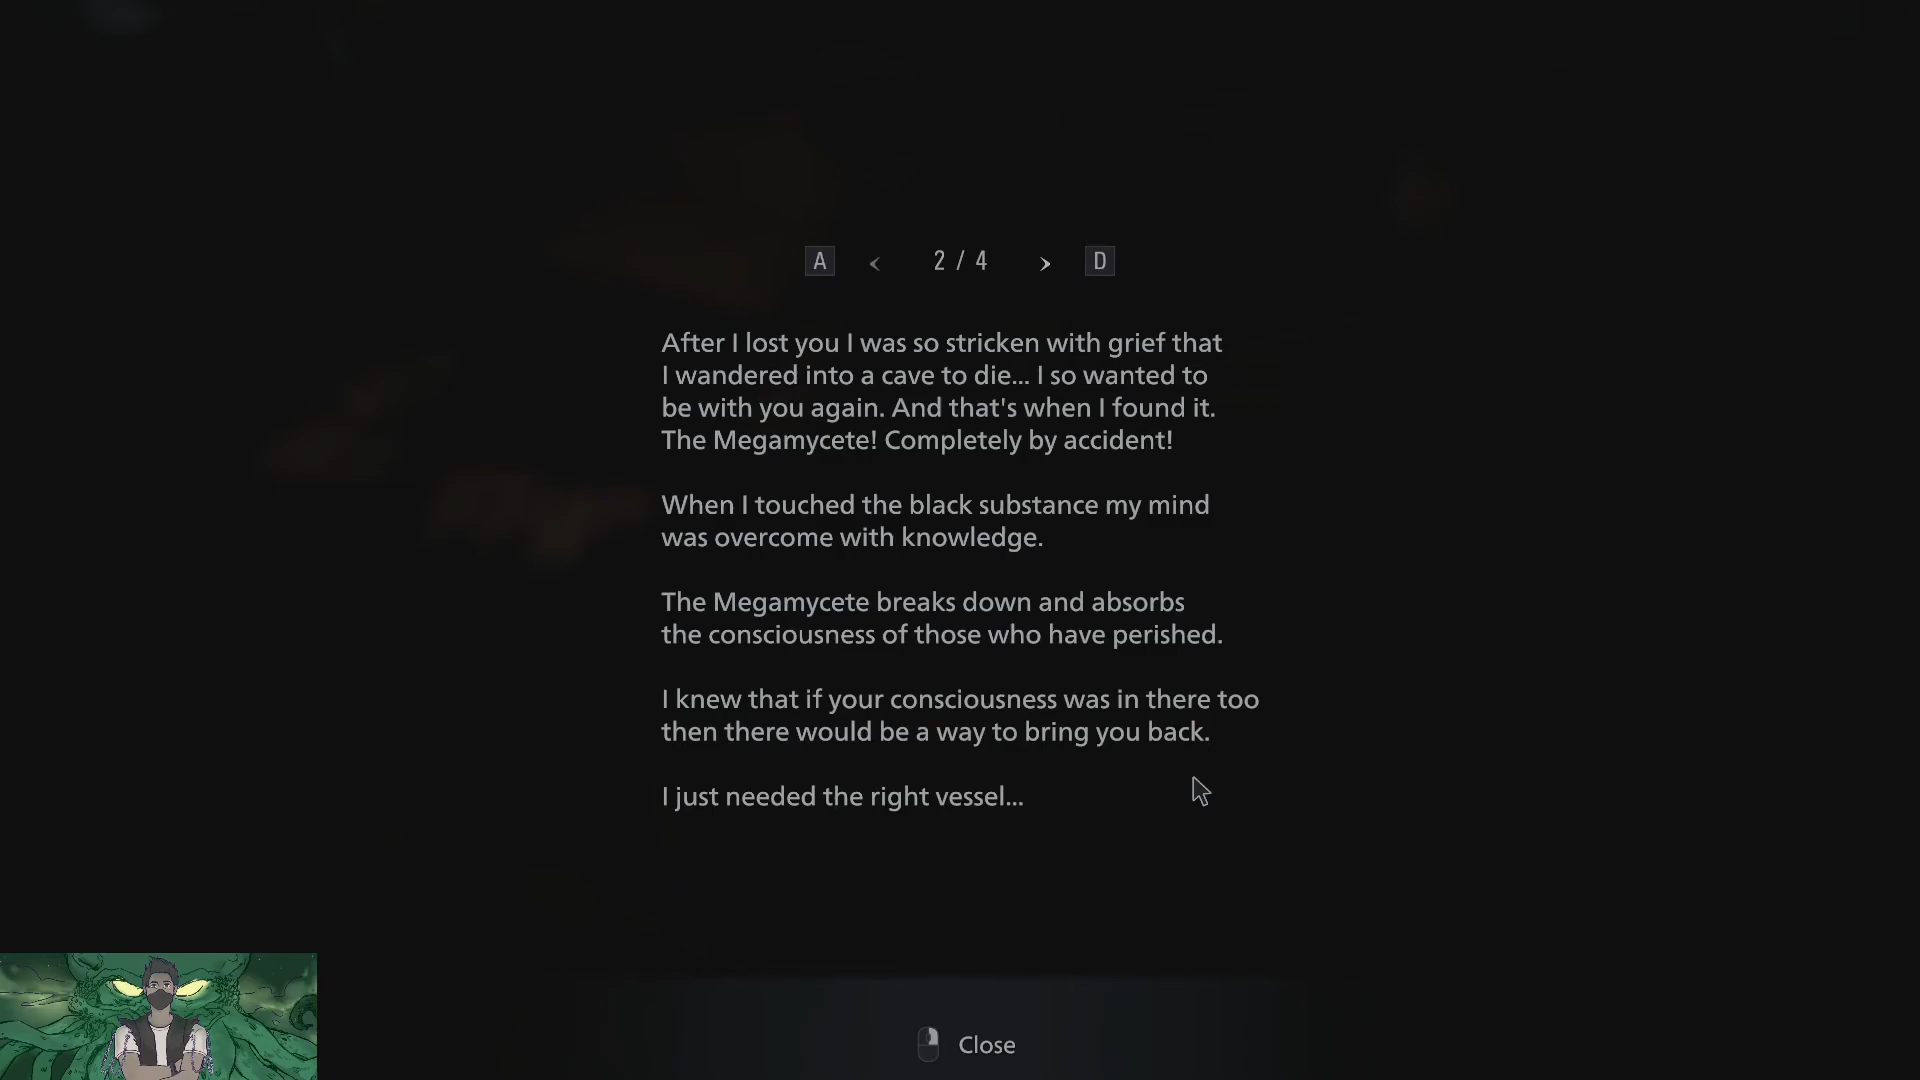 A < 2 / 4 > D
After I lost you I was so stricken with grief that
I wandered into a cave to die... I so wanted to
be with you again. And that's when I found it.
The Megamycete! Completely by accident!
When I touched the black substance my mind
was overcome with knowledge.
The Megamycete breaks down and absorbs
the consciousness of those who have perished.
I knew that if your consciousness was in there too
then there would be a way to bring you back.
I just needed the right vessel...
Close